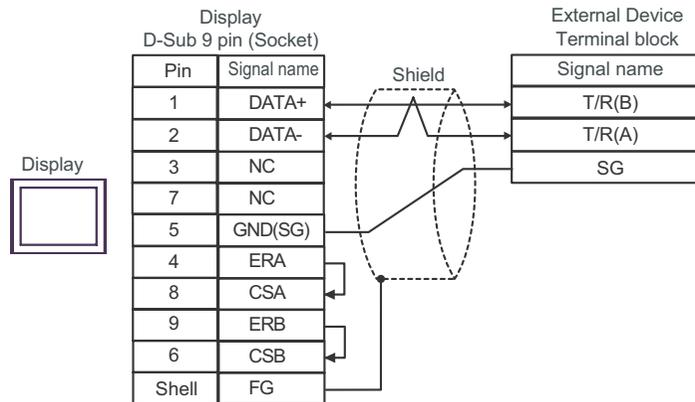 Display
D-Sub 9 pin (Socket)
External Device
Terminal block
Pin Signal name
Shield
Signal name
1 DATA+
T/R(B)
2 DATA-
T/R(A)
Display
3 NC
SG
7 NC
5 GND(SG)
4 ERA
8 CSA
9 ERB
6 CSB
Shell FG